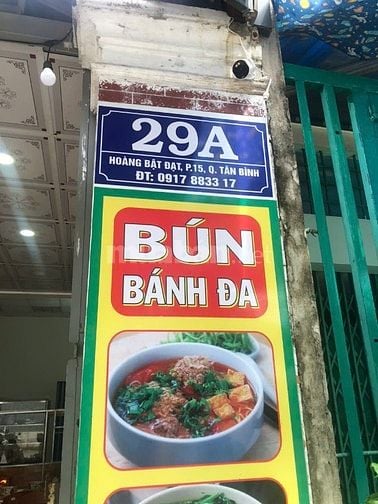 29A
HOÀNG BẬT ĐẠT, P.15, Q. TÂN BÌNH
ĐT: 0917 8833 17
BÚN
BÁNH ĐA